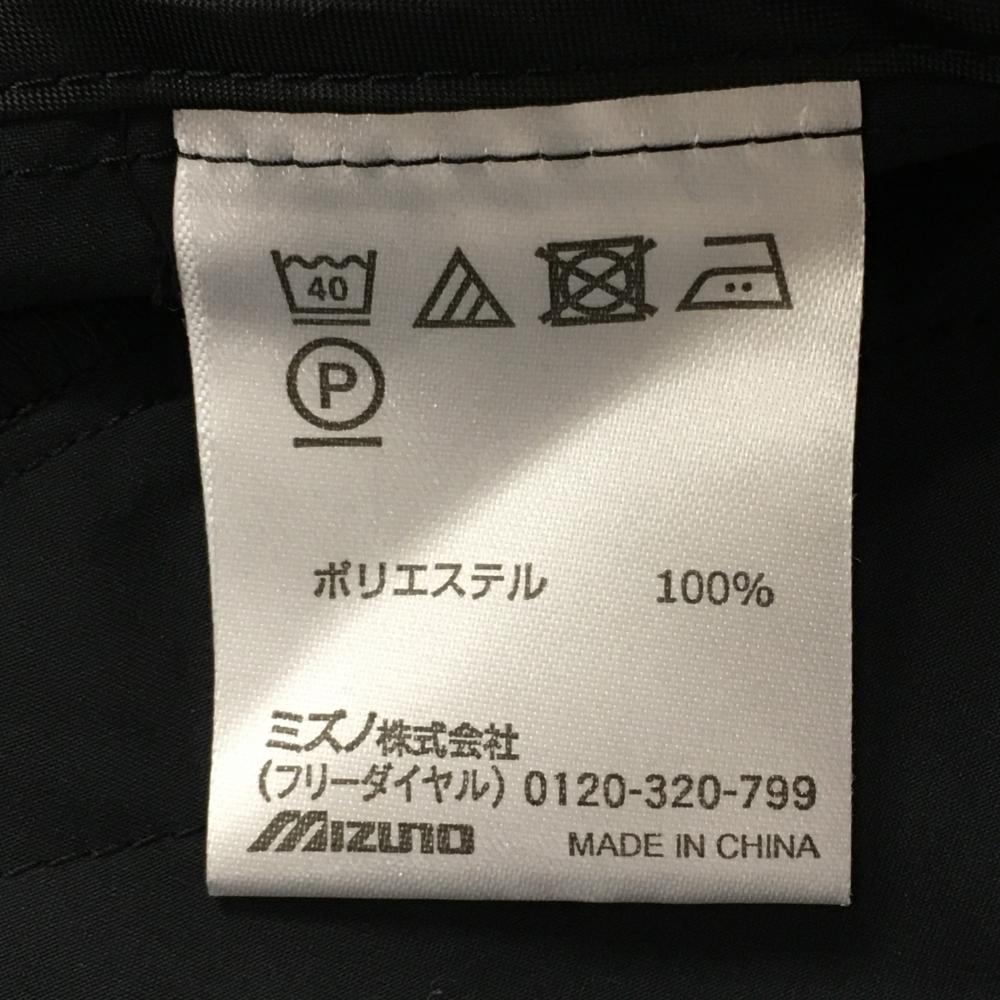 40
P
ポリエステル 100%
ミズノ株式会社
(フリーダイヤル) 0120-320-799
MIZUNO MADE IN CHINA